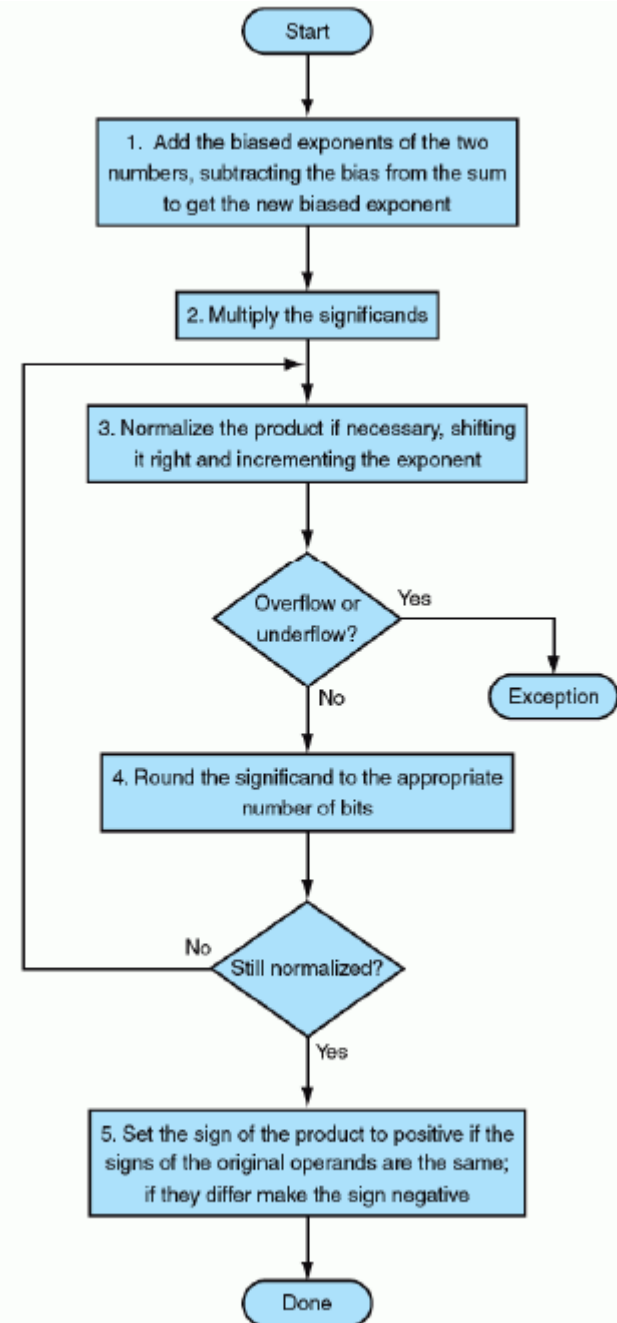 Start
1. Add the biased exponents of the two
numbers, subtracting the bias from the sum
to get the new biased exponent
2. Multiply the significands
3. Normalize the product if necessary, shifting
it right and incrementing the exponent
Overflow or
underflow?
Yes
Exception
No
4. Round the significand to the appropriate
number of bits
No
Still normalized?
Yes
5. Set the sign of the product to positive if the
signs of the original operands are the same;
if they differ make the sign negative
Done